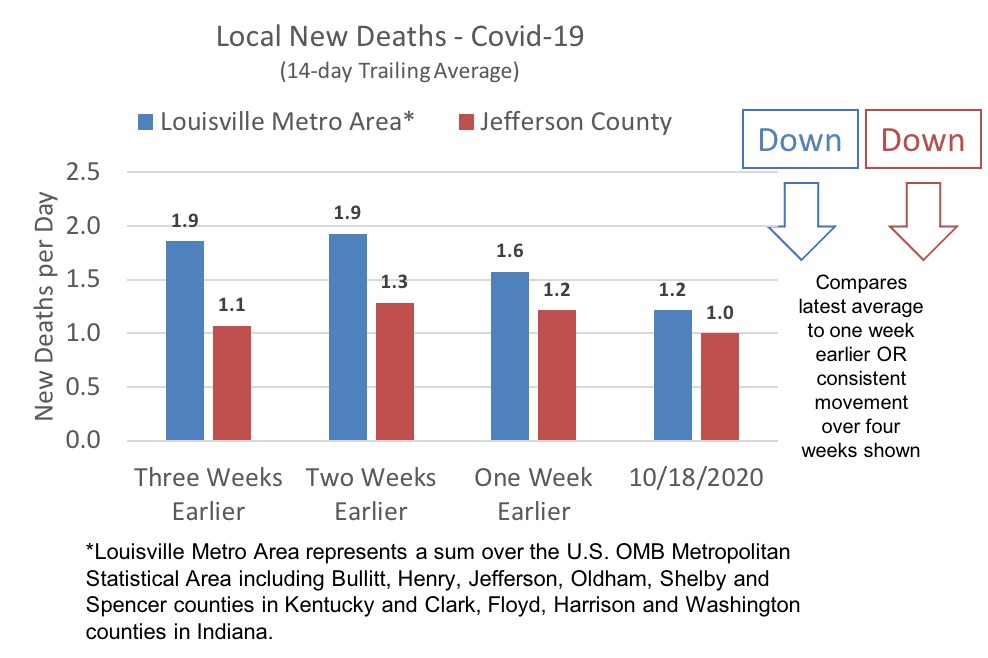 Local New Deaths - Covid-19
(14-day Trailing Average)
Louisville Metro Area*
Jefferson County
Down
Down
New Deaths per Day
2.5
2.0
1.5
1.0
0.5
0.0
1.9
1.1
1.9
1.3
1.6
1.2
1.2
1.0
Three Weeks
Earlier
Two Weeks
Earlier
One Week
Earlier
10/18/2020
Compares
latest average
to one week
earlier OR
consistent
movement
over four
weeks shown
*Louisville Metro Area represents a sum over the U.S. OMB Metropolitan
Statistical Area including Bullitt, Henry, Jefferson, Oldham, Shelby and
Spencer counties in Kentucky and Clark, Floyd, Harrison and Washington
counties in Indiana.